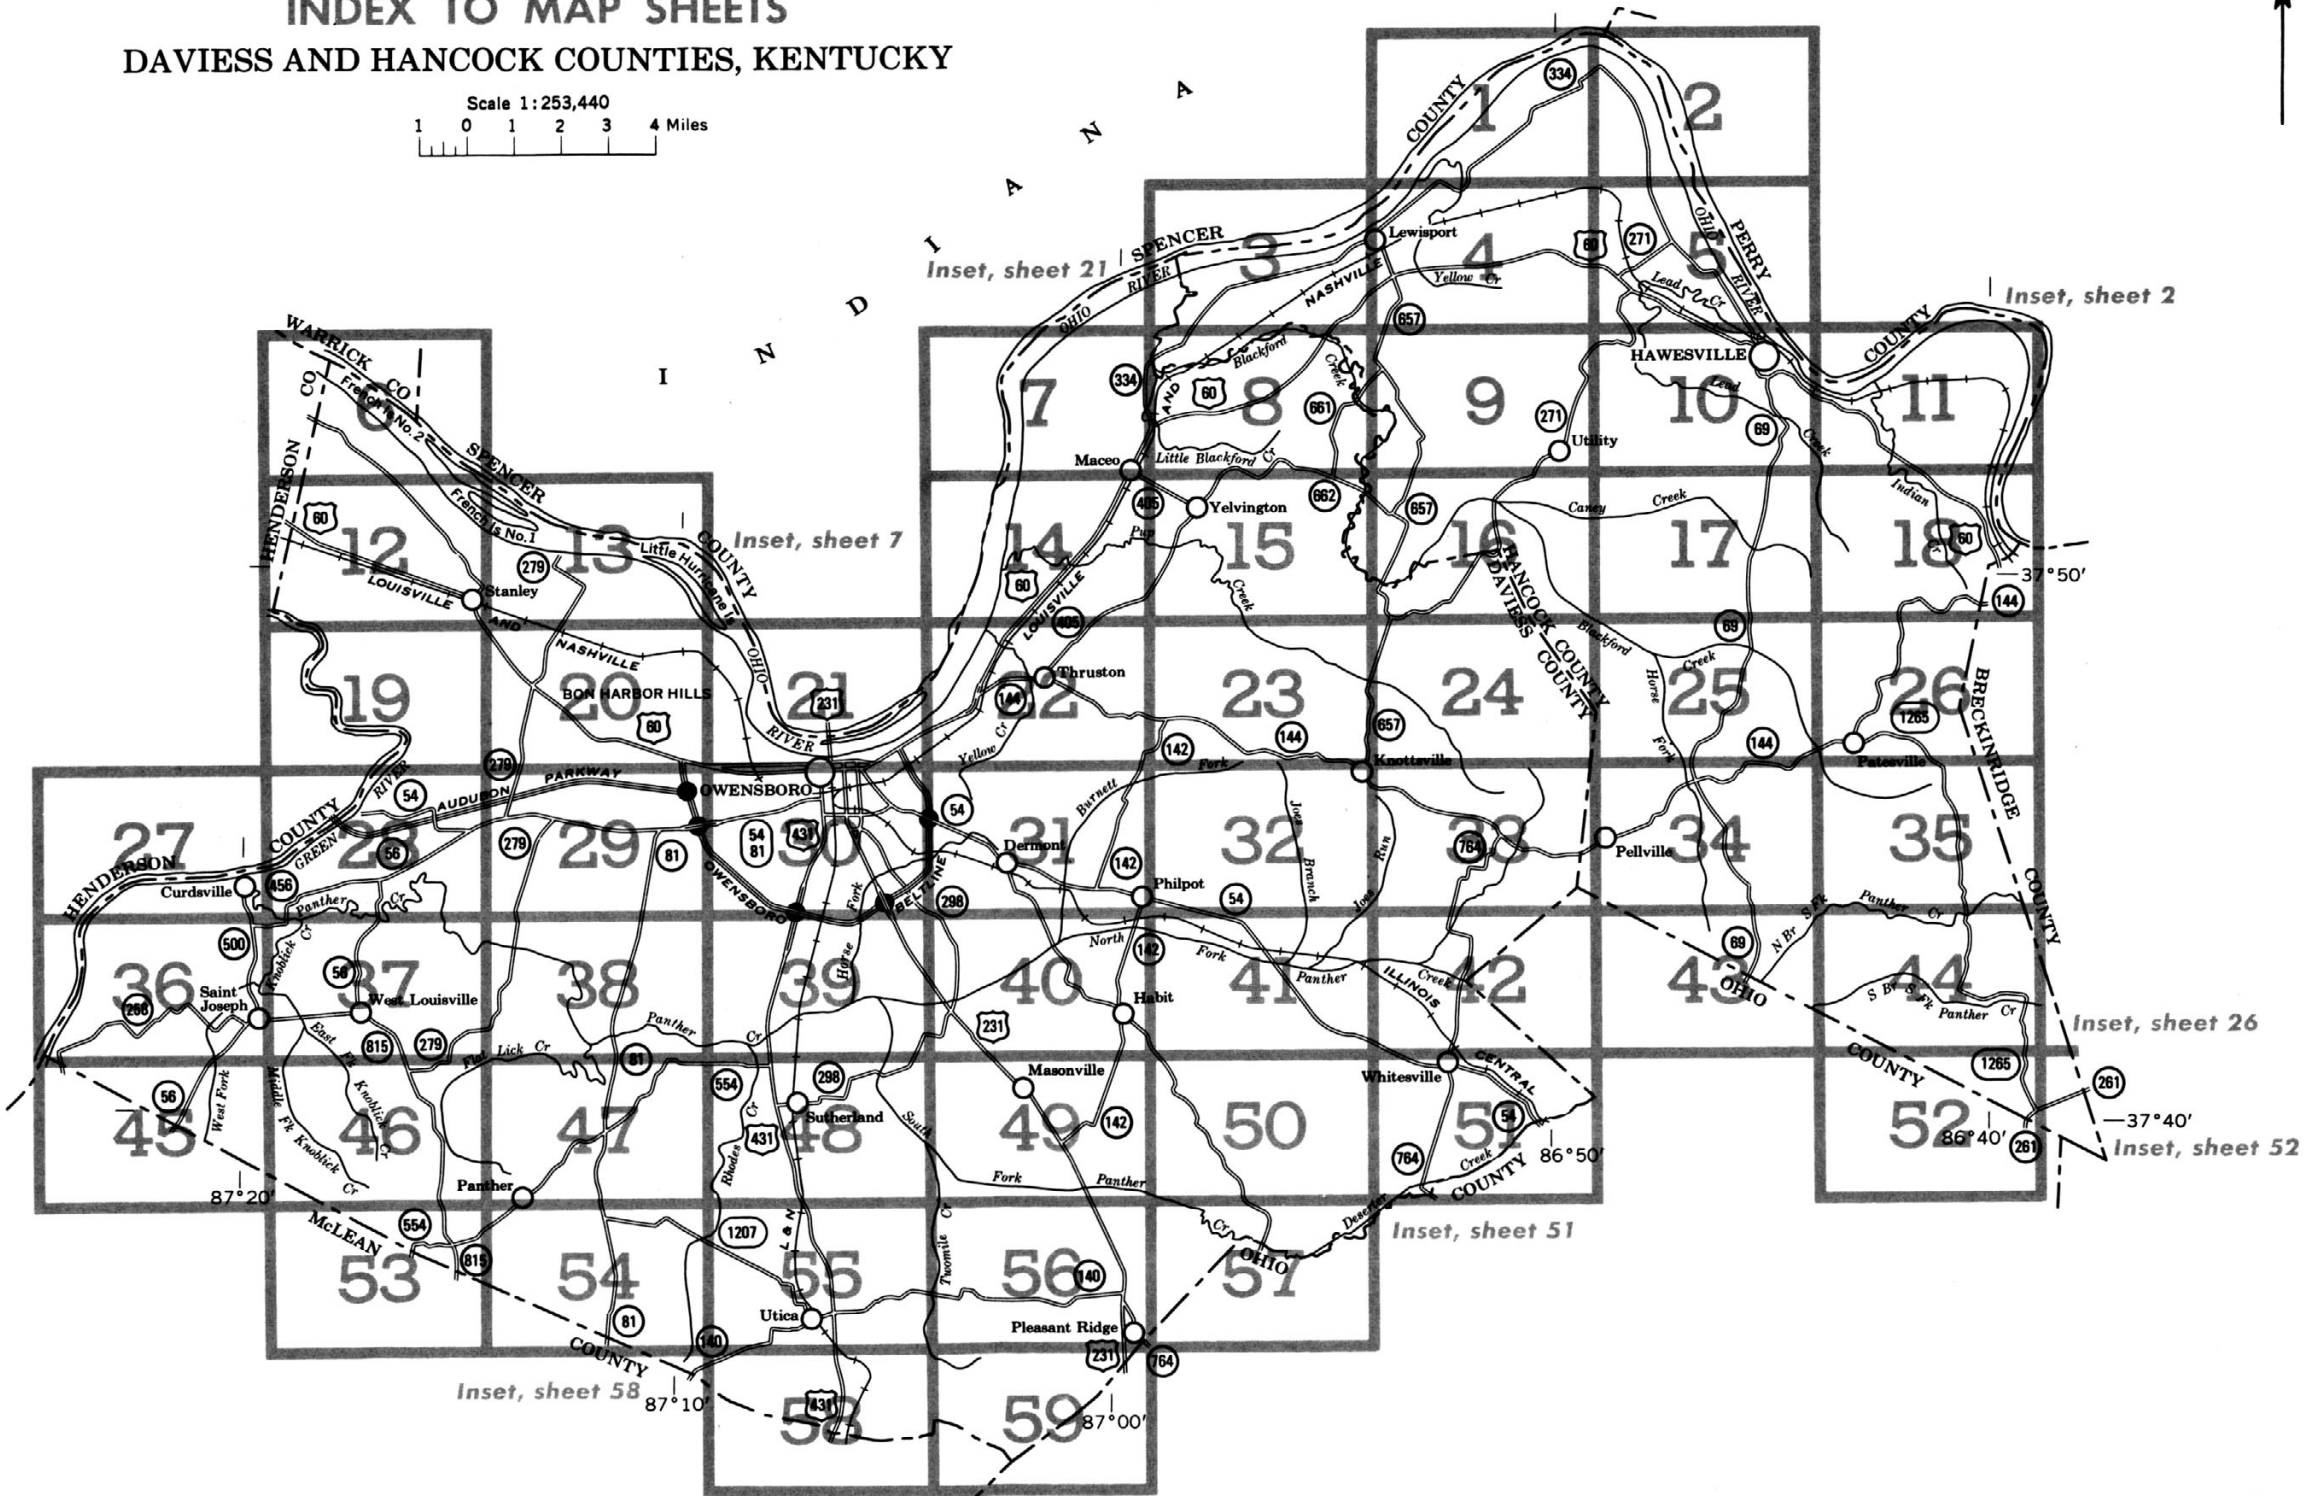 INDEX TO MAP SHEETS
DAVIESS AND HANCOCK COUNTIES, KENTUCKY
Scale 1:253,440
1 0 1 2 3 4 Miles
I N D I A N A
COUNTY
334
1
2
SPENCER
Inset, sheet 21
OHIO RIVER
3
Lewisport
NASHVILLE
4
Yellow Cr
60
271
5
OHIO RIVER
PERRY
Lead Cr
Inset, sheet 2
COUNTY
657
WARRICK CO
CO
6
French Is No. 2
HENDERSON
SPENCER
French Is No. 1
OHIO
7
334
AND
60
Blackford Creek
8
661
9
271
Utility
HAWESVILLE
Lead Creek
10
69
11
Maceo
Little Blackford Cr
60
12
LOUISVILLE
Stanley
279
13
Little Hurricane Is
COUNTY
Inset, sheet 7
14
60
LOUISVILLE
405
Yelvington
Pup Creek
15
662
657
16
HANCOCK COUNTY
DAVIESS COUNTY
Caney Creek
17
Indian Cr
18
60
37°50'
144
19
AND
NASHVILLE
BON HARBOR HILLS
20
60
OHIO
RIVER
21
231
405
Thruston
144
22
Yellow Cr
23
142
144
657
Knottsville
24
Blackford Creek
69
Horse Fork
25
144
26
1265
Patesville
BRECKINRIDGE
COUNTY
279
PARKWAY
AUDUBON
OWENSBORO
RIVER
54
27
COUNTY
GREEN
HENDERSON
Curdsville
456
28
56
Panther Cr
279
29
81
54
81
431
30
OWENSBORO
BELTLINE
Fork
298
54
Dermont
31
Burnett
Fork
142
Philpot
54
32
Joes Branch
Joes Run
33
764
Pellville
34
35
S Fk
Panther Cr
N Br
36
500
Knoblick Cr
Saint Joseph
268
37
56
West Louisville
815
279
East Fk Knoblick Cr
38
Panther Cr
Flat Lick Cr
81
39
Horse
40
North Fork Panther Creek
231
Habit
142
41
ILLINOIS
CENTRAL
42
43
69
OHIO
COUNTY
44
S Br S Fk Panther Cr
Inset, sheet 26
45
56
West Fork
Middle Fk Knoblick Cr
87°20'
46
47
Panther
554
298
Sutherland
48
431
Rhodes Cr
South Fork Panther Cr
Masonville
49
142
50
Whitesville
51
54
764
Deserter Creek
COUNTY
86°50'
Inset, sheet 51
52
1265
261
261
86°40'
37°40'
Inset, sheet 52
McLEAN
554
815
53
54
81
COUNTY
1207
L & N
55
Utica
140
Twomile Cr
56
140
Pleasant Ridge
231
764
OHIO
57
Inset, sheet 58
87°10'
58
431
59
87°00'